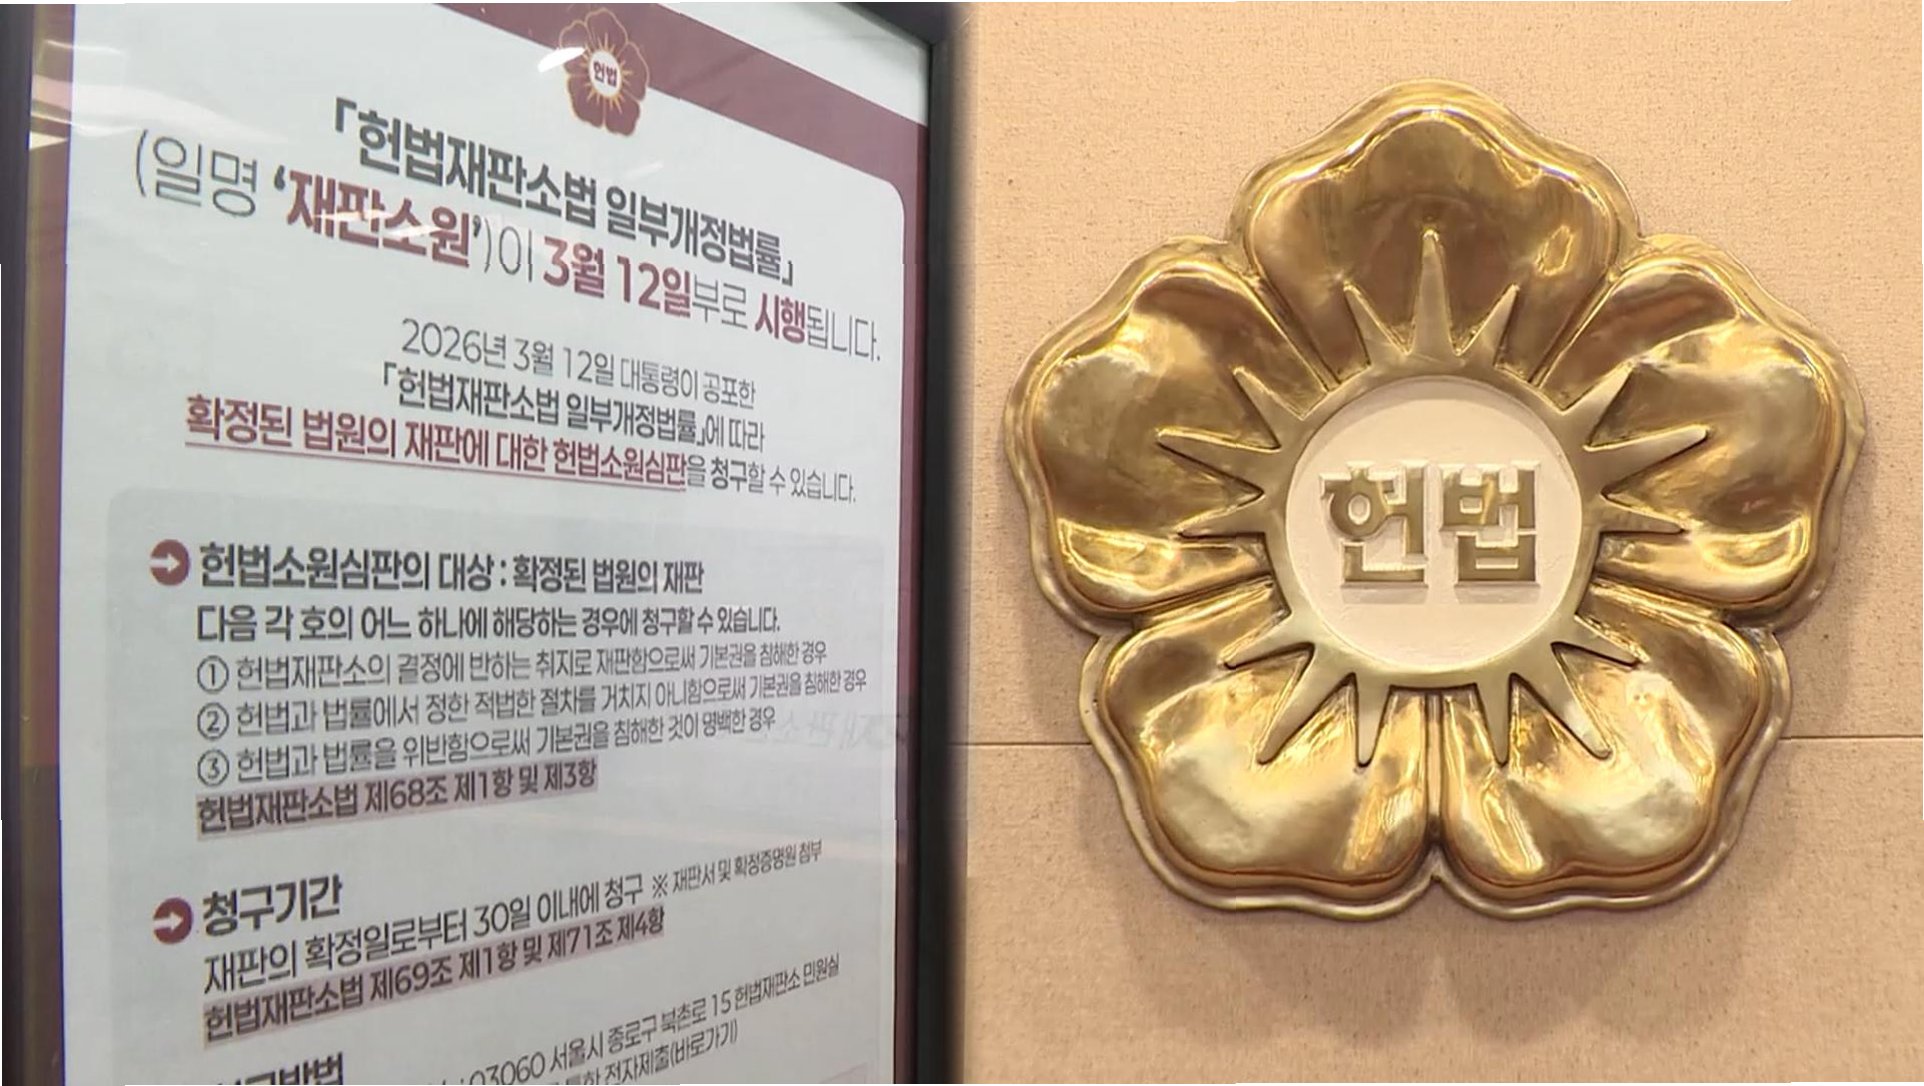 헌법
「헌법재판소법 일부개정법률」
(일명 ‘재판소원’)이 3월 12일부로 시행됩니다.
2026년 3월 12일 대통령이 공포한
「헌법재판소법 일부개정법률」에 따라
확정된 법원의 재판에 대한 헌법소원심판을 청구할 수 있습니다.
헌법소원심판의 대상 : 확정된 법원의 재판
다음 각 호의 어느 하나에 해당하는 경우에 청구할 수 있습니다.
① 헌법재판소의 결정에 반하는 취지로 재판함으로써 기본권을 침해한 경우
② 헌법과 법률에서 정한 적법한 절차를 거치지 아니함으로써 기본권을 침해한 경우
③ 헌법과 법률을 위반함으로써 기본권을 침해한 것이 명백한 경우
헌법재판소법 제68조 제1항 및 제3항
청구기간
재판의 확정일로부터 30일 이내에 청구 ※ 재판서 및 확정증명원 첨부
헌법재판소법 제69조 제1항 및 제71조 제4항
: 03060 서울시 종로구 북촌로 15 헌법재판소 민원실
통한 전자제출(바로가기)
헌법